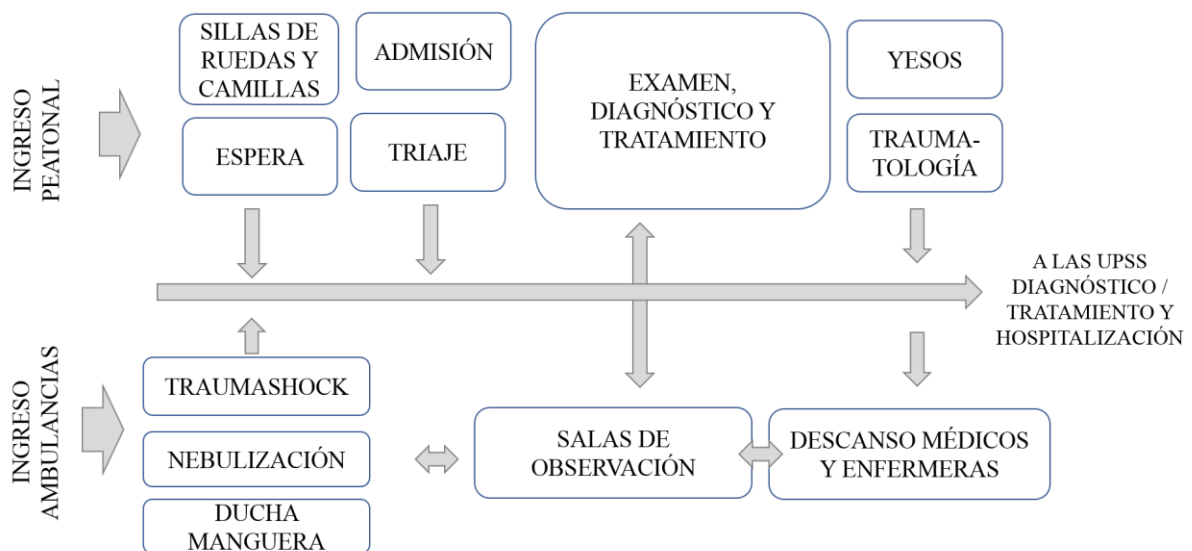 INGRESO
PEATONAL
SILLAS DE
RUEDAS Y
CAMILLAS
ADMISIÓN
ESPERA
TRIAJE
EXAMEN,
DIAGNÓSTICO Y
TRATAMIENTO
YESOS
TRAUMA-
TOLOGÍA
A LAS UPSS
DIAGNÓSTICO /
TRATAMIENTO Y
HOSPITALIZACIÓN
INGRESO
AMBULANCIAS
TRAUMASHOCK
NEBULIZACIÓN
DUCHA
MANGUERA
SALAS DE
OBSERVACIÓN
DESCANSO MÉDICOS
Y ENFERMERAS